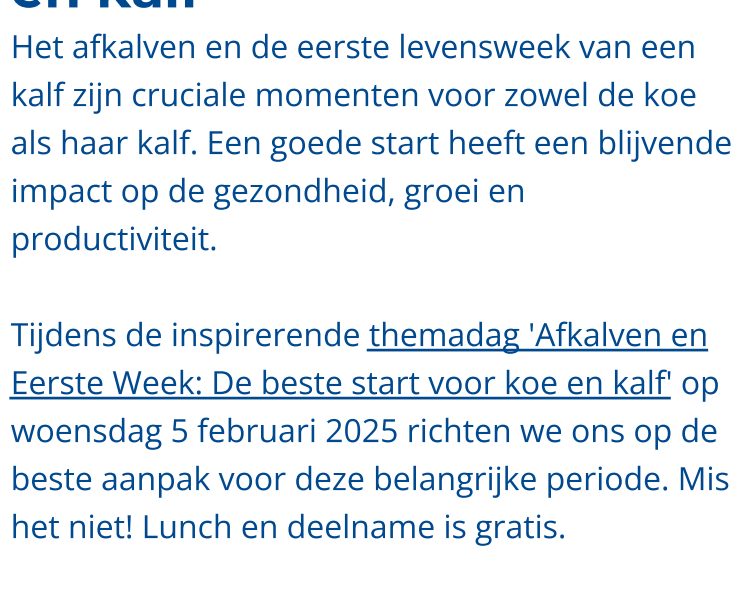 en kalf
Het afkalven en de eerste levensweek van een
kalf zijn cruciale momenten voor zowel de koe
als haar kalf. Een goede start heeft een blijvende
impact op de gezondheid, groei en
productiviteit.
Tijdens de inspirerende themadag 'Afkalven en
Eerste Week: De beste start voor koe en kalf' op
woensdag 5 februari 2025 richten we ons op de
beste aanpak voor deze belangrijke periode. Mis
het niet! Lunch en deelname is gratis.